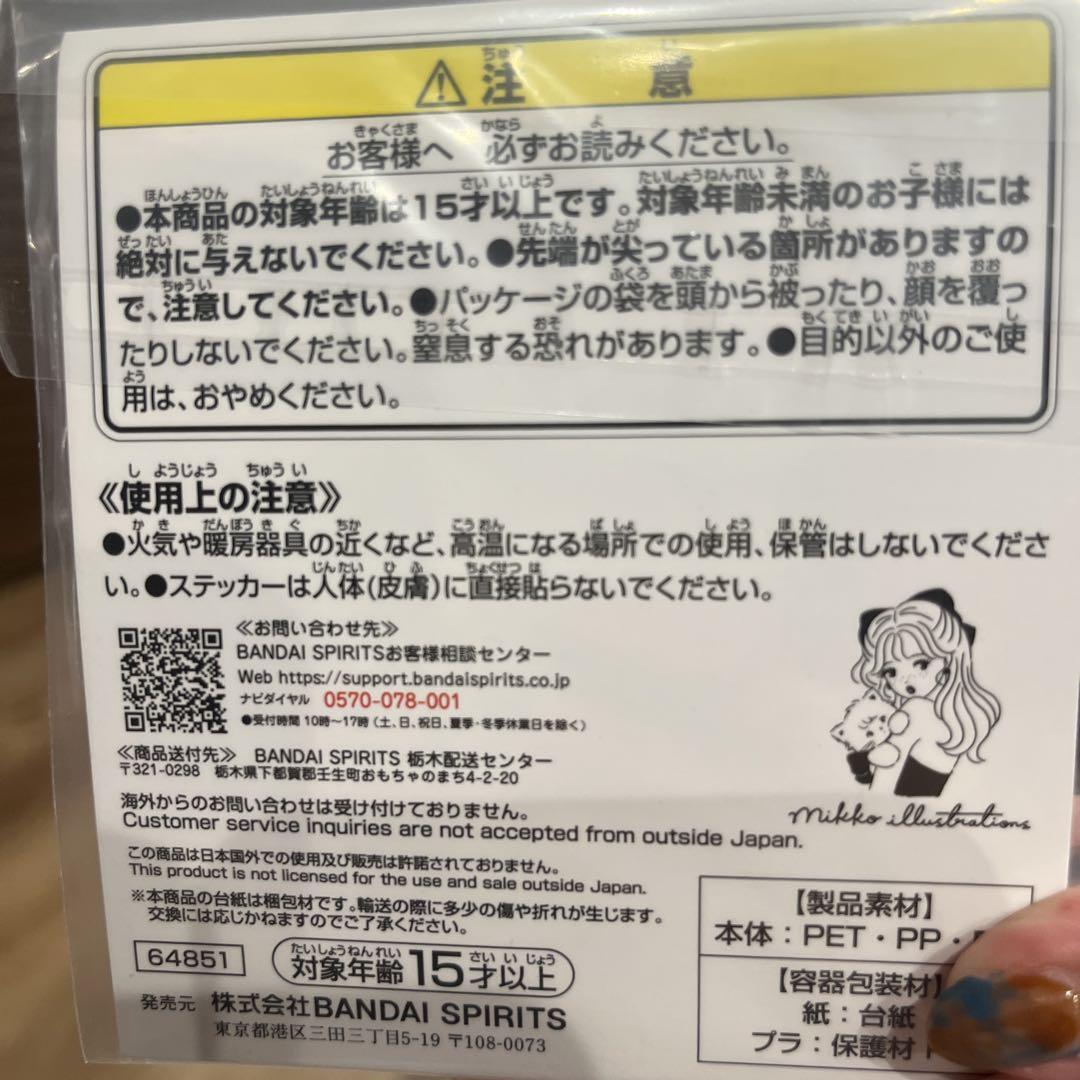 ⚠注意
お客様へ 必ずお読みください。
●本商品の対象年齢は15才以上です。対象年齢未満のお子様には
絶対に与えないでください。●先端が尖っている箇所がありますの
で、注意してください。●パッケージの袋を頭から被ったり、顔を覆っ
たりしないでください。窒息する恐れがあります。●目的以外のご使
用は、おやめください。
《使用上の注意》
●火気や暖房器具の近くなど、高温になる場所での使用、保管はしないでくださ
い。●ステッカーは人体(皮膚)に直接貼らないでください。
≪お問い合わせ先≫
BANDAI SPIRITSお客様相談センター
Web https://support.bandaispirits.co.jp
ナビダイヤル 0570-078-001
●受付時間 10時~17時 (土、日、祝日、夏季・冬季休業日を除く)
≪商品送付先≫ BANDAI SPIRITS 栃木配送センター
〒321-0298 栃木県下都賀郡壬生町おもちゃのまち4-2-20
海外からのお問い合わせは受け付けておりません。
Customer service inquiries are not accepted from outside Japan.
mikko illustrations
この商品は日本国外での使用及び販売は許諾されておりません。
This product is not licensed for the use and sale outside Japan.
※本商品の台紙は梱包材です。輸送の際に多少の傷や折れが生じます。
交換には応じかねますのでご了承ください。
64851
対象年齢15才以上
発売元 株式会社BANDAI SPIRITS
東京都港区三田三丁目5-19 〒108-0073
【製品素材】
本体:PET・PP・
【容器包装材】
紙:台紙
プラ:保護材